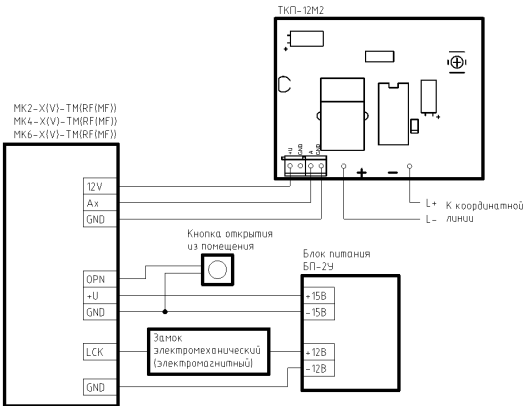 ТКП-12М2
МК2-X(V)-ТМ(RF(MF))
МК4-X(V)-ТМ(RF(MF))
МК6-X(V)-ТМ(RF(MF))
+U
GND
A
GND
+ −
12V
Ax
GND
L+
L−
К координатной
линии
Кнопка открытия
из помещения
Блок питания
БП-2У
OPN
+U
GND
+15В
−15В
Замок
электромеханический
(электромагнитный)
LCK
+12В
−12В
GND